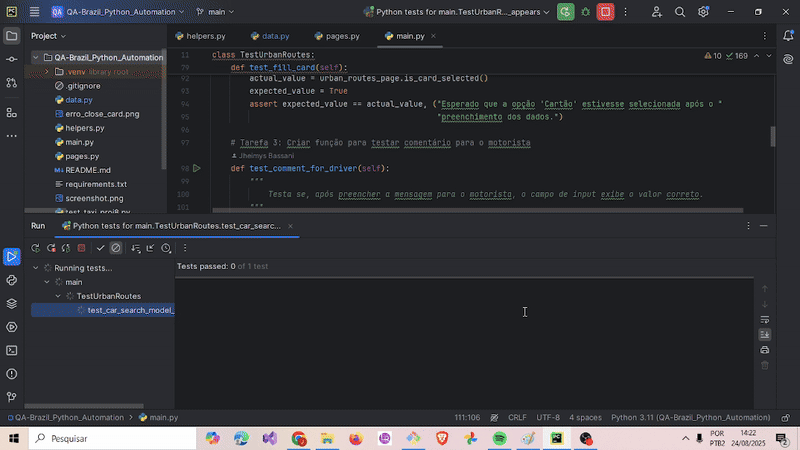 QA QA-Brazil_Python_Automation main Python tests for main.TestUrbanR..._appears
Project helpers.py data.py pages.py main.py
QA-Brazil_Python_Automation
.venv library root
.gitignore
data.py
erro_close_card.png
helpers.py
main.py
pages.py
README.md
requirements.txt
screenshot.png
test_taxi_proj8.py
11 class TestUrbanRoutes: 10 169
79 def test_fill_card(self):
92 actual_value = urban_routes_page.is_card_selected()
93 expected_value = True
94 assert expected_value == actual_value, ("Esperado que a opção 'Cartão' estivesse selecionada após o "
95 "preenchimento dos dados.")
96
97 # Tarefa 3: Criar função para testar comentário para o motorista
Jheimys Bassani
98 def test_comment_for_driver(self):
99 """
100 Testa se, após preencher a mensagem para o motorista, o campo de input exibe o valor correto.
101 """
Run Python tests for main.TestUrbanRoutes.test_car_searc...
Running tests...
main
TestUrbanRoutes
test_car_search_model_
Tests passed: 0 of 1 test
QA-Brazil_Python_Automation > main.py 111:106 CRLF UTF-8 4 spaces Python 3.11 (QA-Brazil_Python_Automation)
Pesquisar
POR
PTB2
14:22
24/08/2025